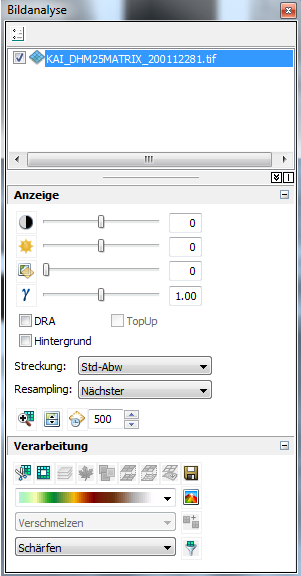 Bildanalyse
KAI_DHM25MATRIX_200112281.tif
Anzeige
0
0
0
γ 1.00
DRA TopUp
Hintergrund
Streckung: Std-Abw
Resampling: Nächster
500
Verarbeitung
Verschmelzen
Schärfen